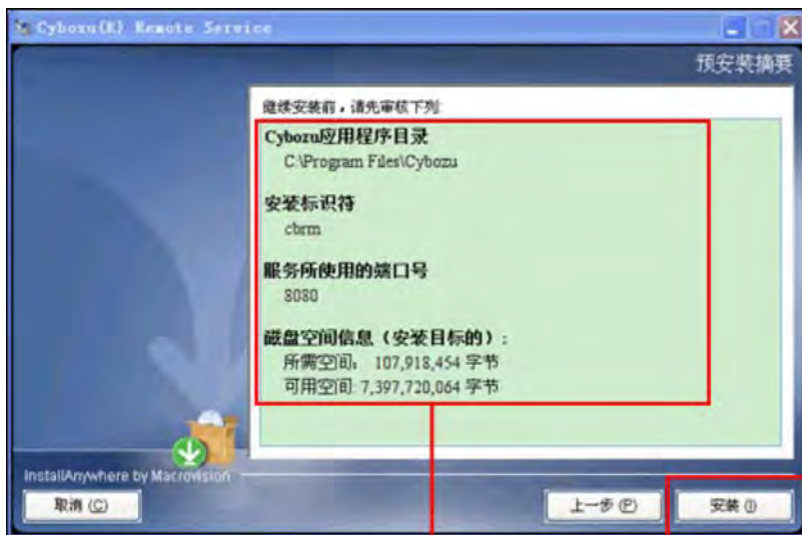 Cybozu(R) Remote Service
预安装摘要
继续安装前，请先审核下列:
Cybozu应用程序目录
C:\Program Files\Cybozu
安装标识符
cbrm
服务所使用的端口号
8080
磁盘空间信息（安装目标的）:
所需空间: 107,918,454 字节
可用空间: 7,397,720,064 字节
InstallAnywhere by Macrovision
取消 (C)
上一步 (P)
安装 (I)